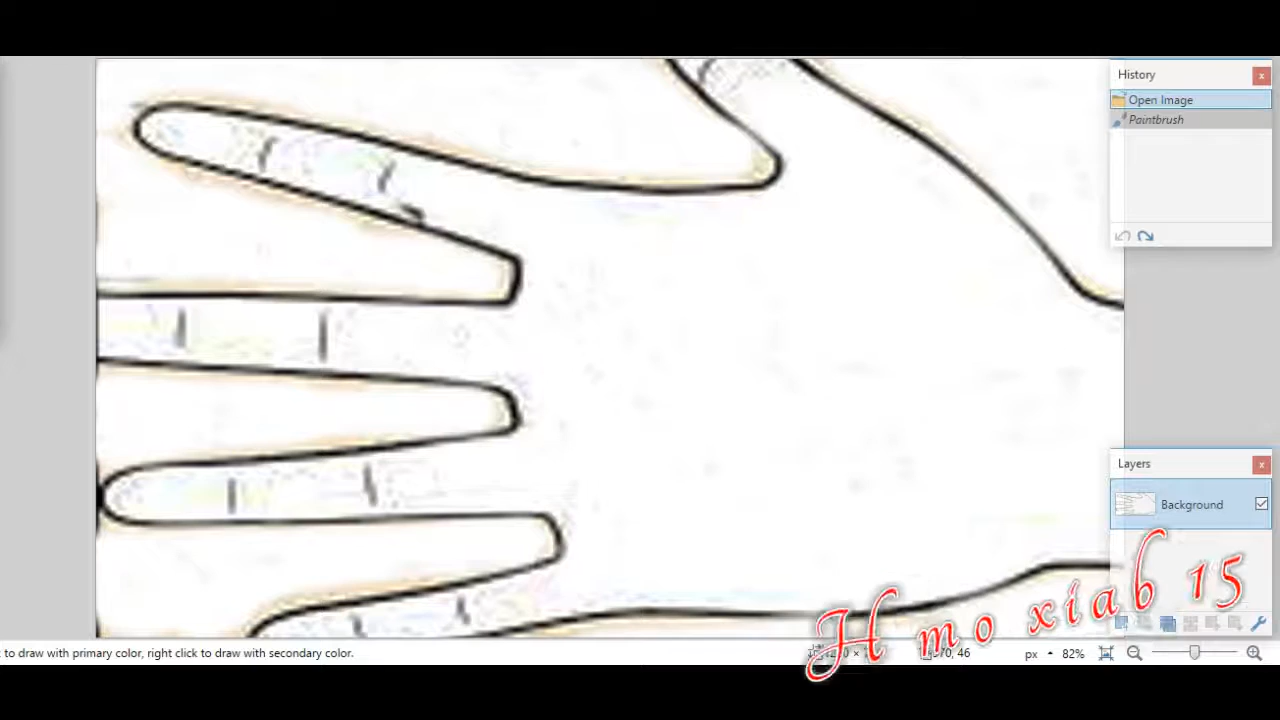 History
Open Image
Paintbrush
Layers
Background
to draw with primary color, right click to draw with secondary color.
px
82%
H mo xiab 15